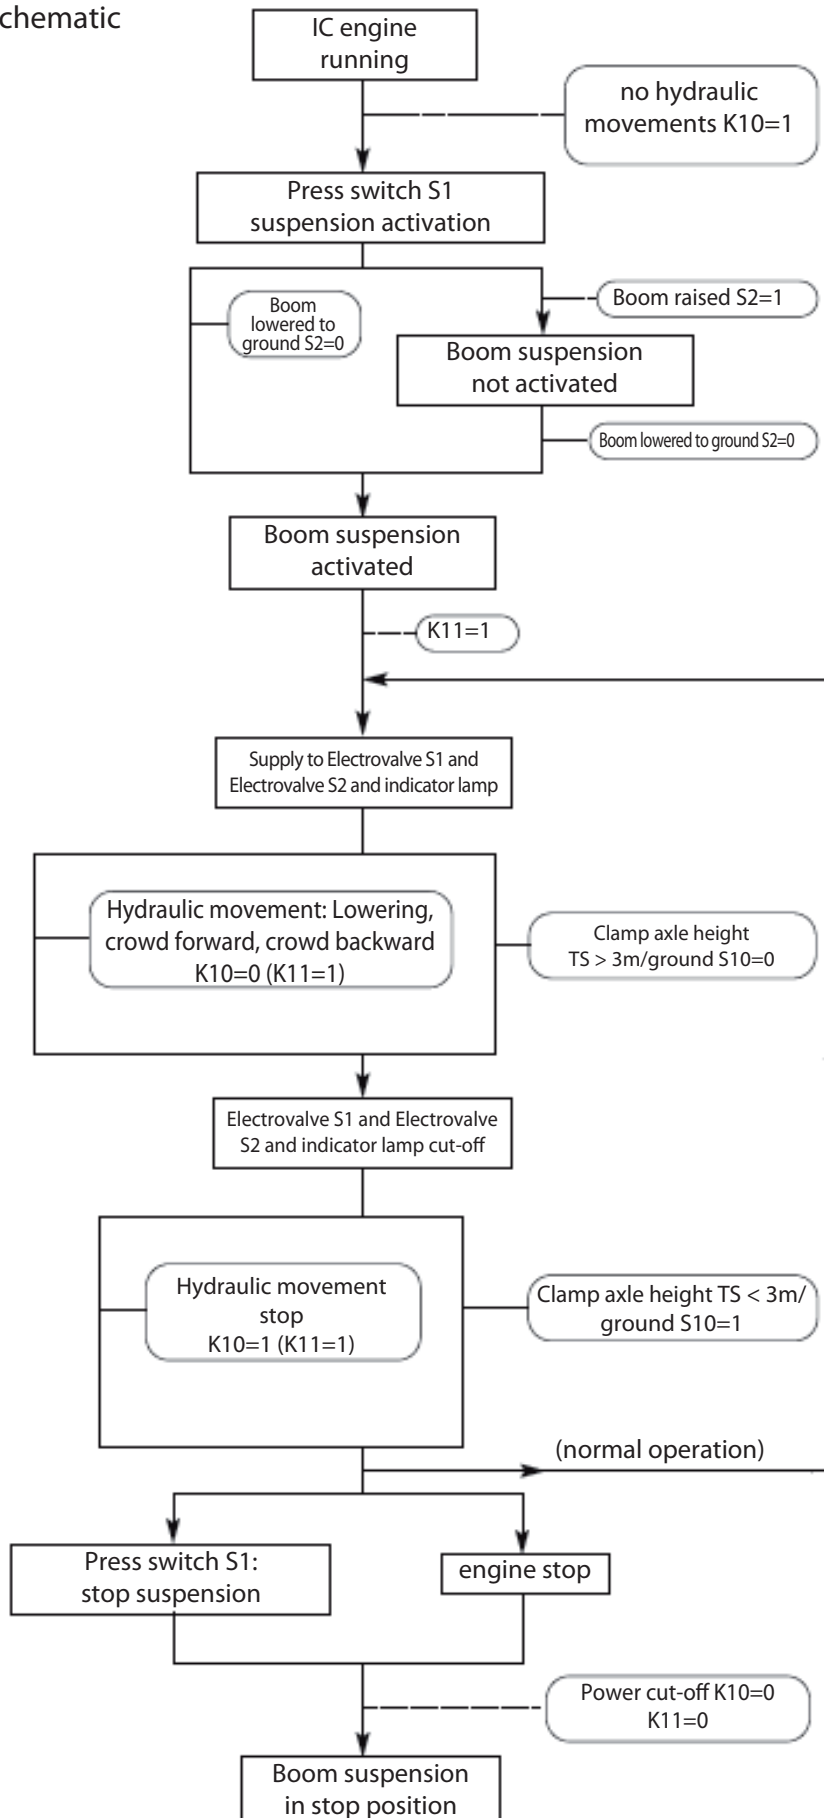 chematic
IC engine
running
no hydraulic
movements K10=1
Press switch S1
suspension activation
Boom
lowered to
ground S2=0
Boom raised S2=1
Boom suspension
not activated
Boom lowered to ground S2=0
Boom suspension
activated
K11=1
Supply to Electrovalve S1 and
Electrovalve S2 and indicator lamp
Hydraulic movement: Lowering,
crowd forward, crowd backward
K10=0 (K11=1)
Clamp axle height
TS > 3m/ground S10=0
Electrovalve S1 and Electrovalve
S2 and indicator lamp cut-off
Hydraulic movement
stop
K10=1 (K11=1)
Clamp axle height TS < 3m/
ground S10=1
(normal operation)
Press switch S1:
stop suspension
engine stop
Power cut-off K10=0
K11=0
Boom suspension
in stop position